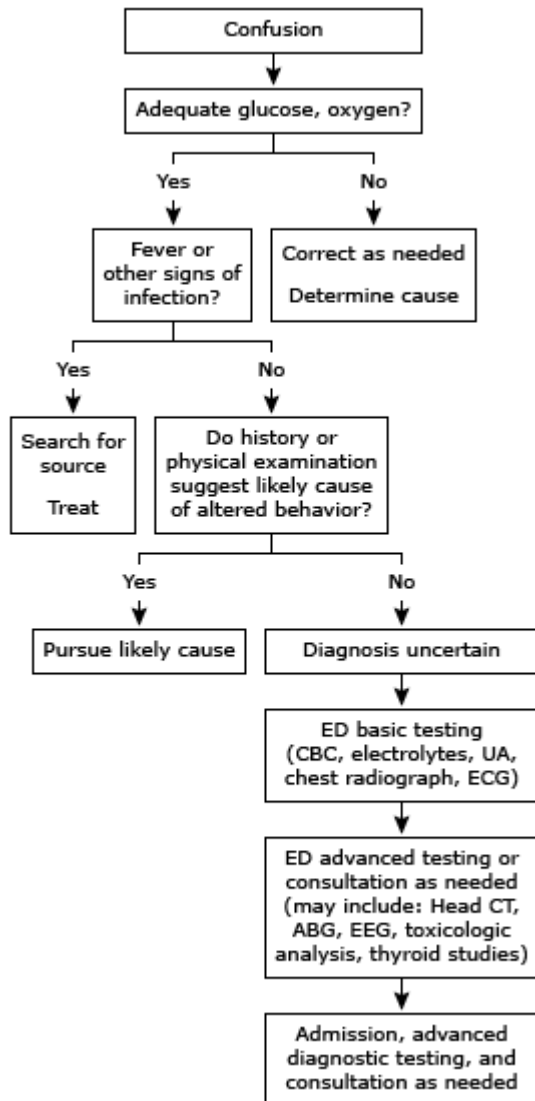 Confusion
Adequate glucose, oxygen?
Yes
No
Fever or
other signs of
infection?
Correct as needed
Determine cause
Yes
No
Search for
source
Treat
Do history or
physical examination
suggest likely cause
of altered behavior?
Yes
No
Pursue likely cause
Diagnosis uncertain
ED basic testing
(CBC, electrolytes, UA,
chest radiograph, ECG)
ED advanced testing or
consultation as needed
(may include: Head CT,
ABG, EEG, toxicologic
analysis, thyroid studies)
Admission, advanced
diagnostic testing, and
consultation as needed